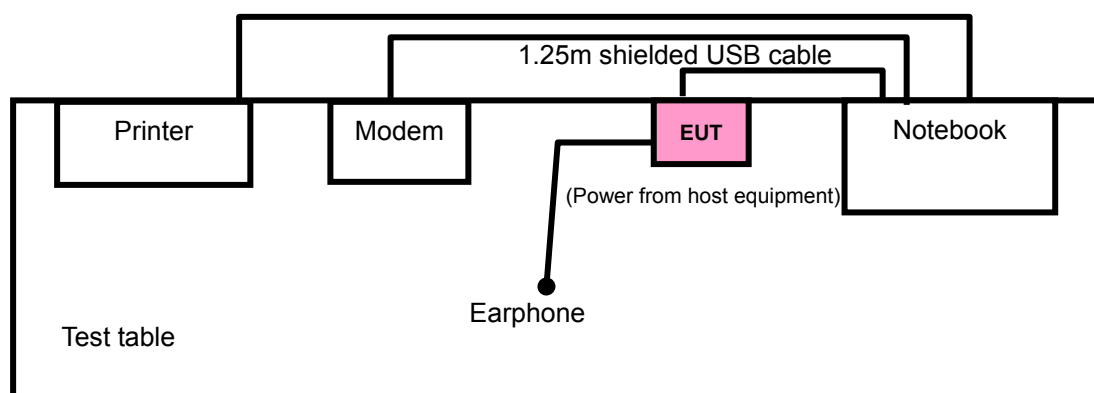 1.25m shielded USB cable
Printer
Modem
EUT
Notebook
(Power from host equipment)
Earphone
Test table